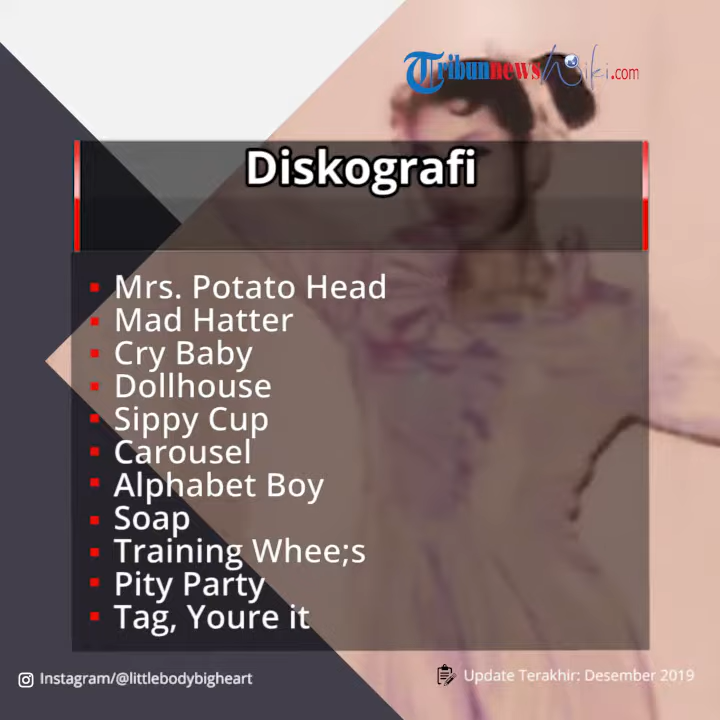 TribunnewsWiki.com
Diskografi
Mrs. Potato Head
Mad Hatter
Cry Baby
Dollhouse
Sippy Cup
Carousel
Alphabet Boy
Soap
Training Whee;s
Pity Party
Tag, Youre it
Instagram/@littlebodybigheart
Update Terakhir: Desember 2019